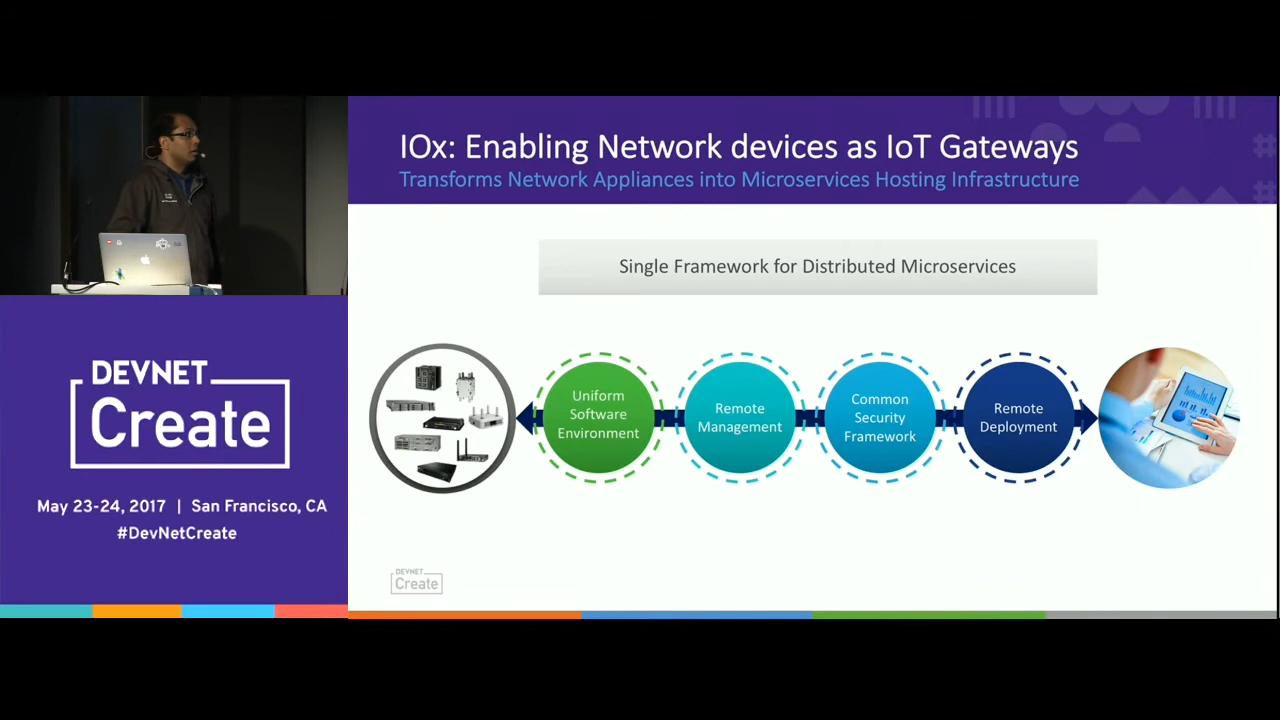 IOx: Enabling Network devices as IoT Gateways
Transforms Network Appliances into Microservices Hosting Infrastructure
Single Framework for Distributed Microservices
Uniform
Software
Environment
Remote
Management
Common
Security
Framework
Remote
Deployment
DEVNET
Create
May 23-24, 2017 | San Francisco, CA
#DevNetCreate
DEVNET
Create